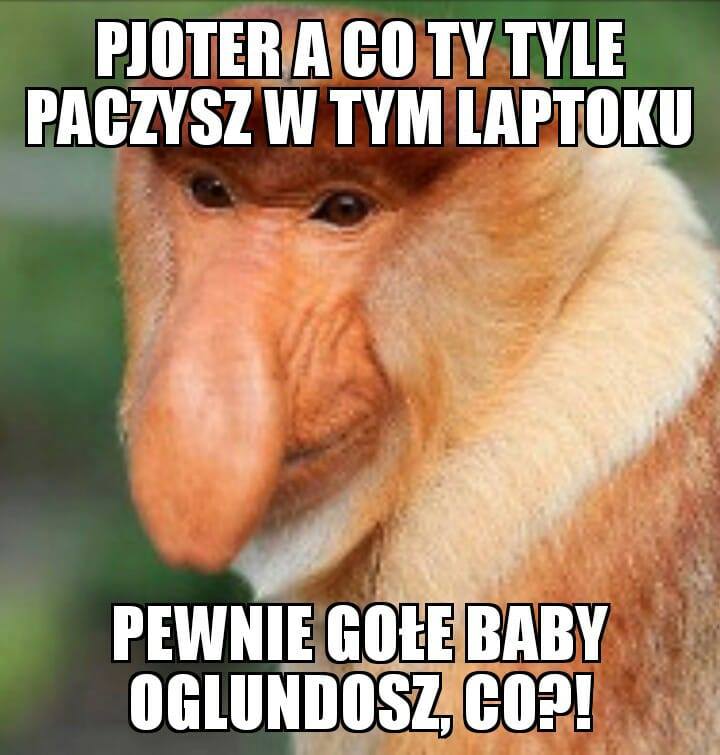 PJOTER A CO TY TYLE
PACZYSZ W TYM LAPTOKU
PEWNIE GOŁE BABY
OGLUNDOSZ, CO?!